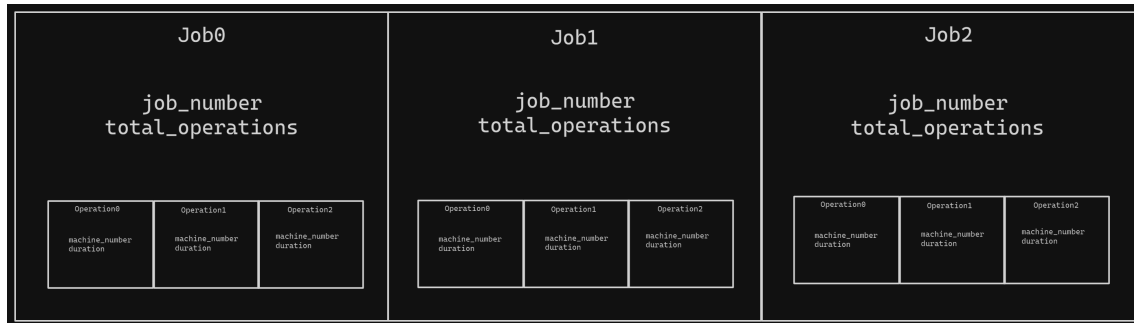 Job0
job_number
total_operations
Operation0
machine_number
duration
Operation1
machine_number
duration
Operation2
machine_number
duration
Job1
job_number
total_operations
Operation0
machine_number
duration
Operation1
machine_number
duration
Operation2
machine_number
duration
Job2
job_number
total_operations
Operation0
machine_number
duration
Operation1
machine_number
duration
Operation2
machine_number
duration